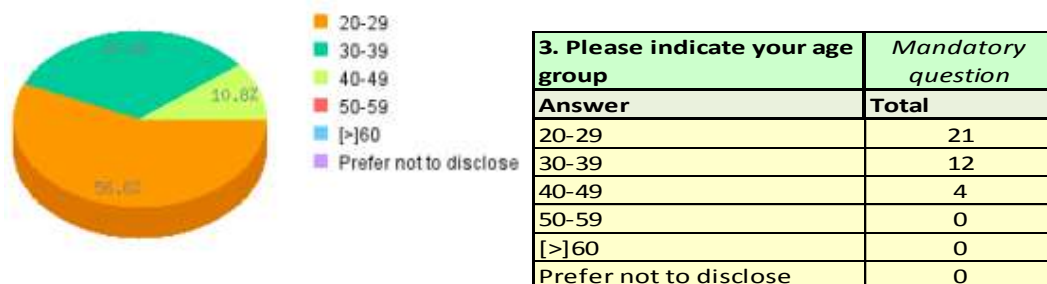 20-29
30-39
40-49
50-59
[>]60
Prefer not to disclose
10.8%
3. Please indicate your age group
Mandatory question
Answer Total
20-29 21
30-39 12
40-49 4
50-59 0
[>]60 0
Prefer not to disclose 0